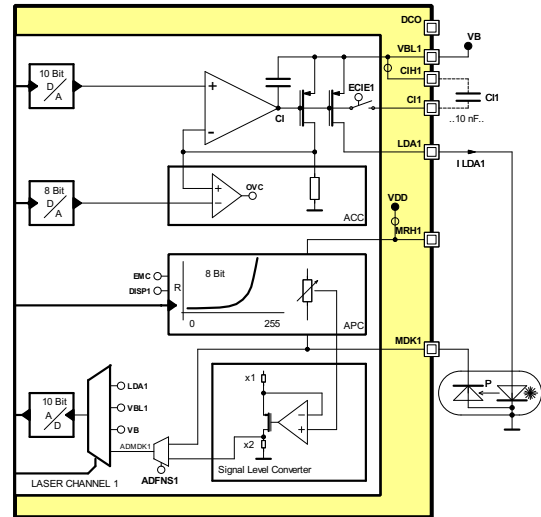 DCO
VB
VBL1
10 Bit
D/A
ECIE1
CIH1
CI
CI1
CI1
..10 nF..
LDA1
I LDA1
+
-
8 Bit
D/A
+
-
OVC
ACC
VDD
MRH1
EMC
DISP1
R
8 Bit
0
255
APC
MDK1
P
10 Bit
A/D
LDA1
VBL1
VB
ADMDK1
x1
x2
-
+
Signal Level Converter
LASER CHANNEL 1
ADFNS1